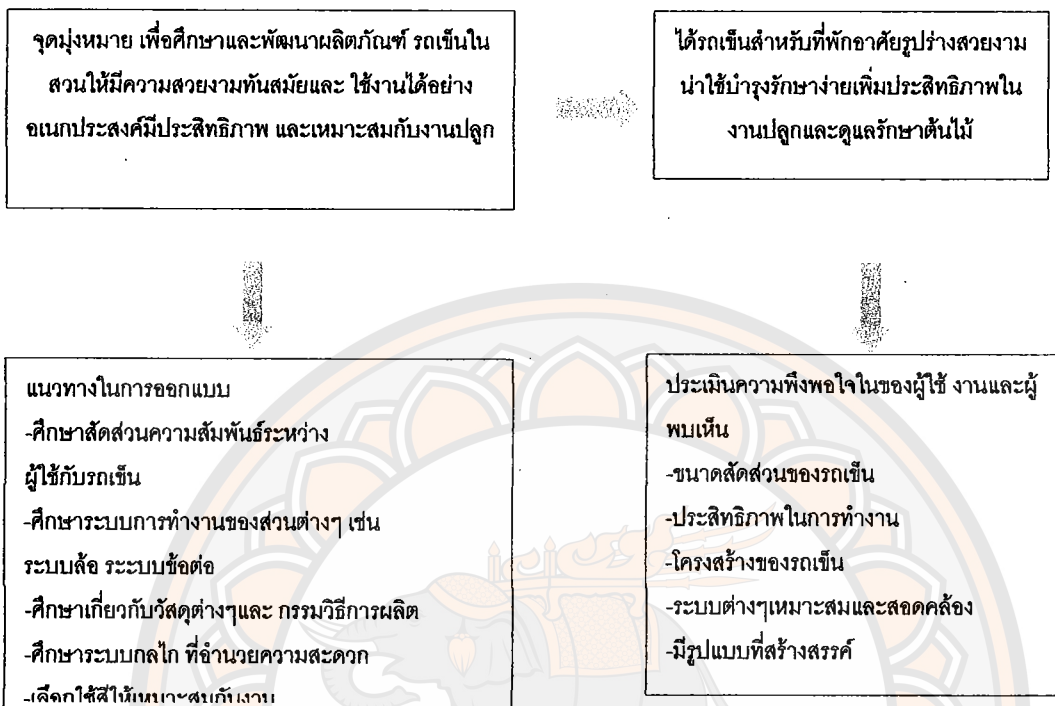 จุดมุ่งหมาย เพื่อศึกษาและพัฒนาผลิตภัณฑ์ รถเข็นใน
สวนให้มีความสวยงามทันสมัยและ ใช้งานได้อย่าง
อเนกประสงค์มีประสิทธิภาพ และเหมาะสมกับงานปลูก
ได้รถเข็นสำหรับที่พักอาศัยรูปร่างสวยงาม
น่าใช้บำรุงรักษาง่ายเพิ่มประสิทธิภาพใน
งานปลูกและดูแลรักษาต้นไม้
แนวทางในการออกแบบ
-ศึกษาสัดส่วนความสัมพันธ์ระหว่าง
ผู้ใช้กับรถเข็น
-ศึกษาระบบการทำงานของส่วนต่างๆ เช่น
ระบบล้อ ระะบบข้อต่อ
-ศึกษาเกี่ยวกับวัสดุต่างๆและ กรรมวิธีการผลิต
-ศึกษาระบบกลไก ที่อำนวยความสะดวก
-เลือกใช้สีให้เหมาะสมกับงาน
ประเมินความพึงพอใจในของผู้ใช้ งานและผู้
พบเห็น
-ขนาดสัดส่วนของรถเข็น
-ประสิทธิภาพในการทำงาน
-โครงสร้างของรถเข็น
-ระบบต่างๆเหมาะสมและสอดคล้อง
-มีรูปแบบที่สร้างสรรค์